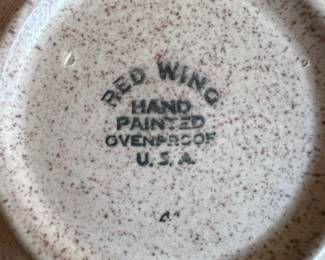 RED WING
HAND
PAINTED
OVENPROOF
U.S.A.